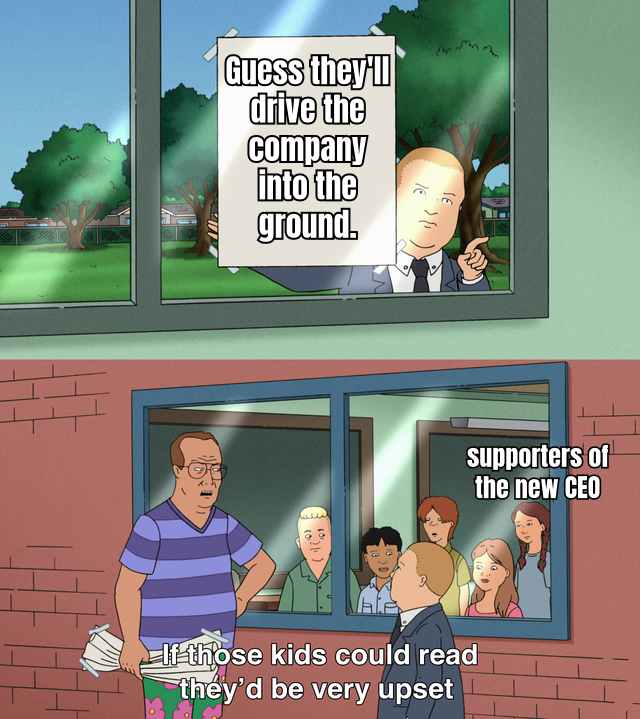 Guess they'll
drive the
company
into the
ground.
supporters of
the new CEO
If those kids could read
they'd be very upset